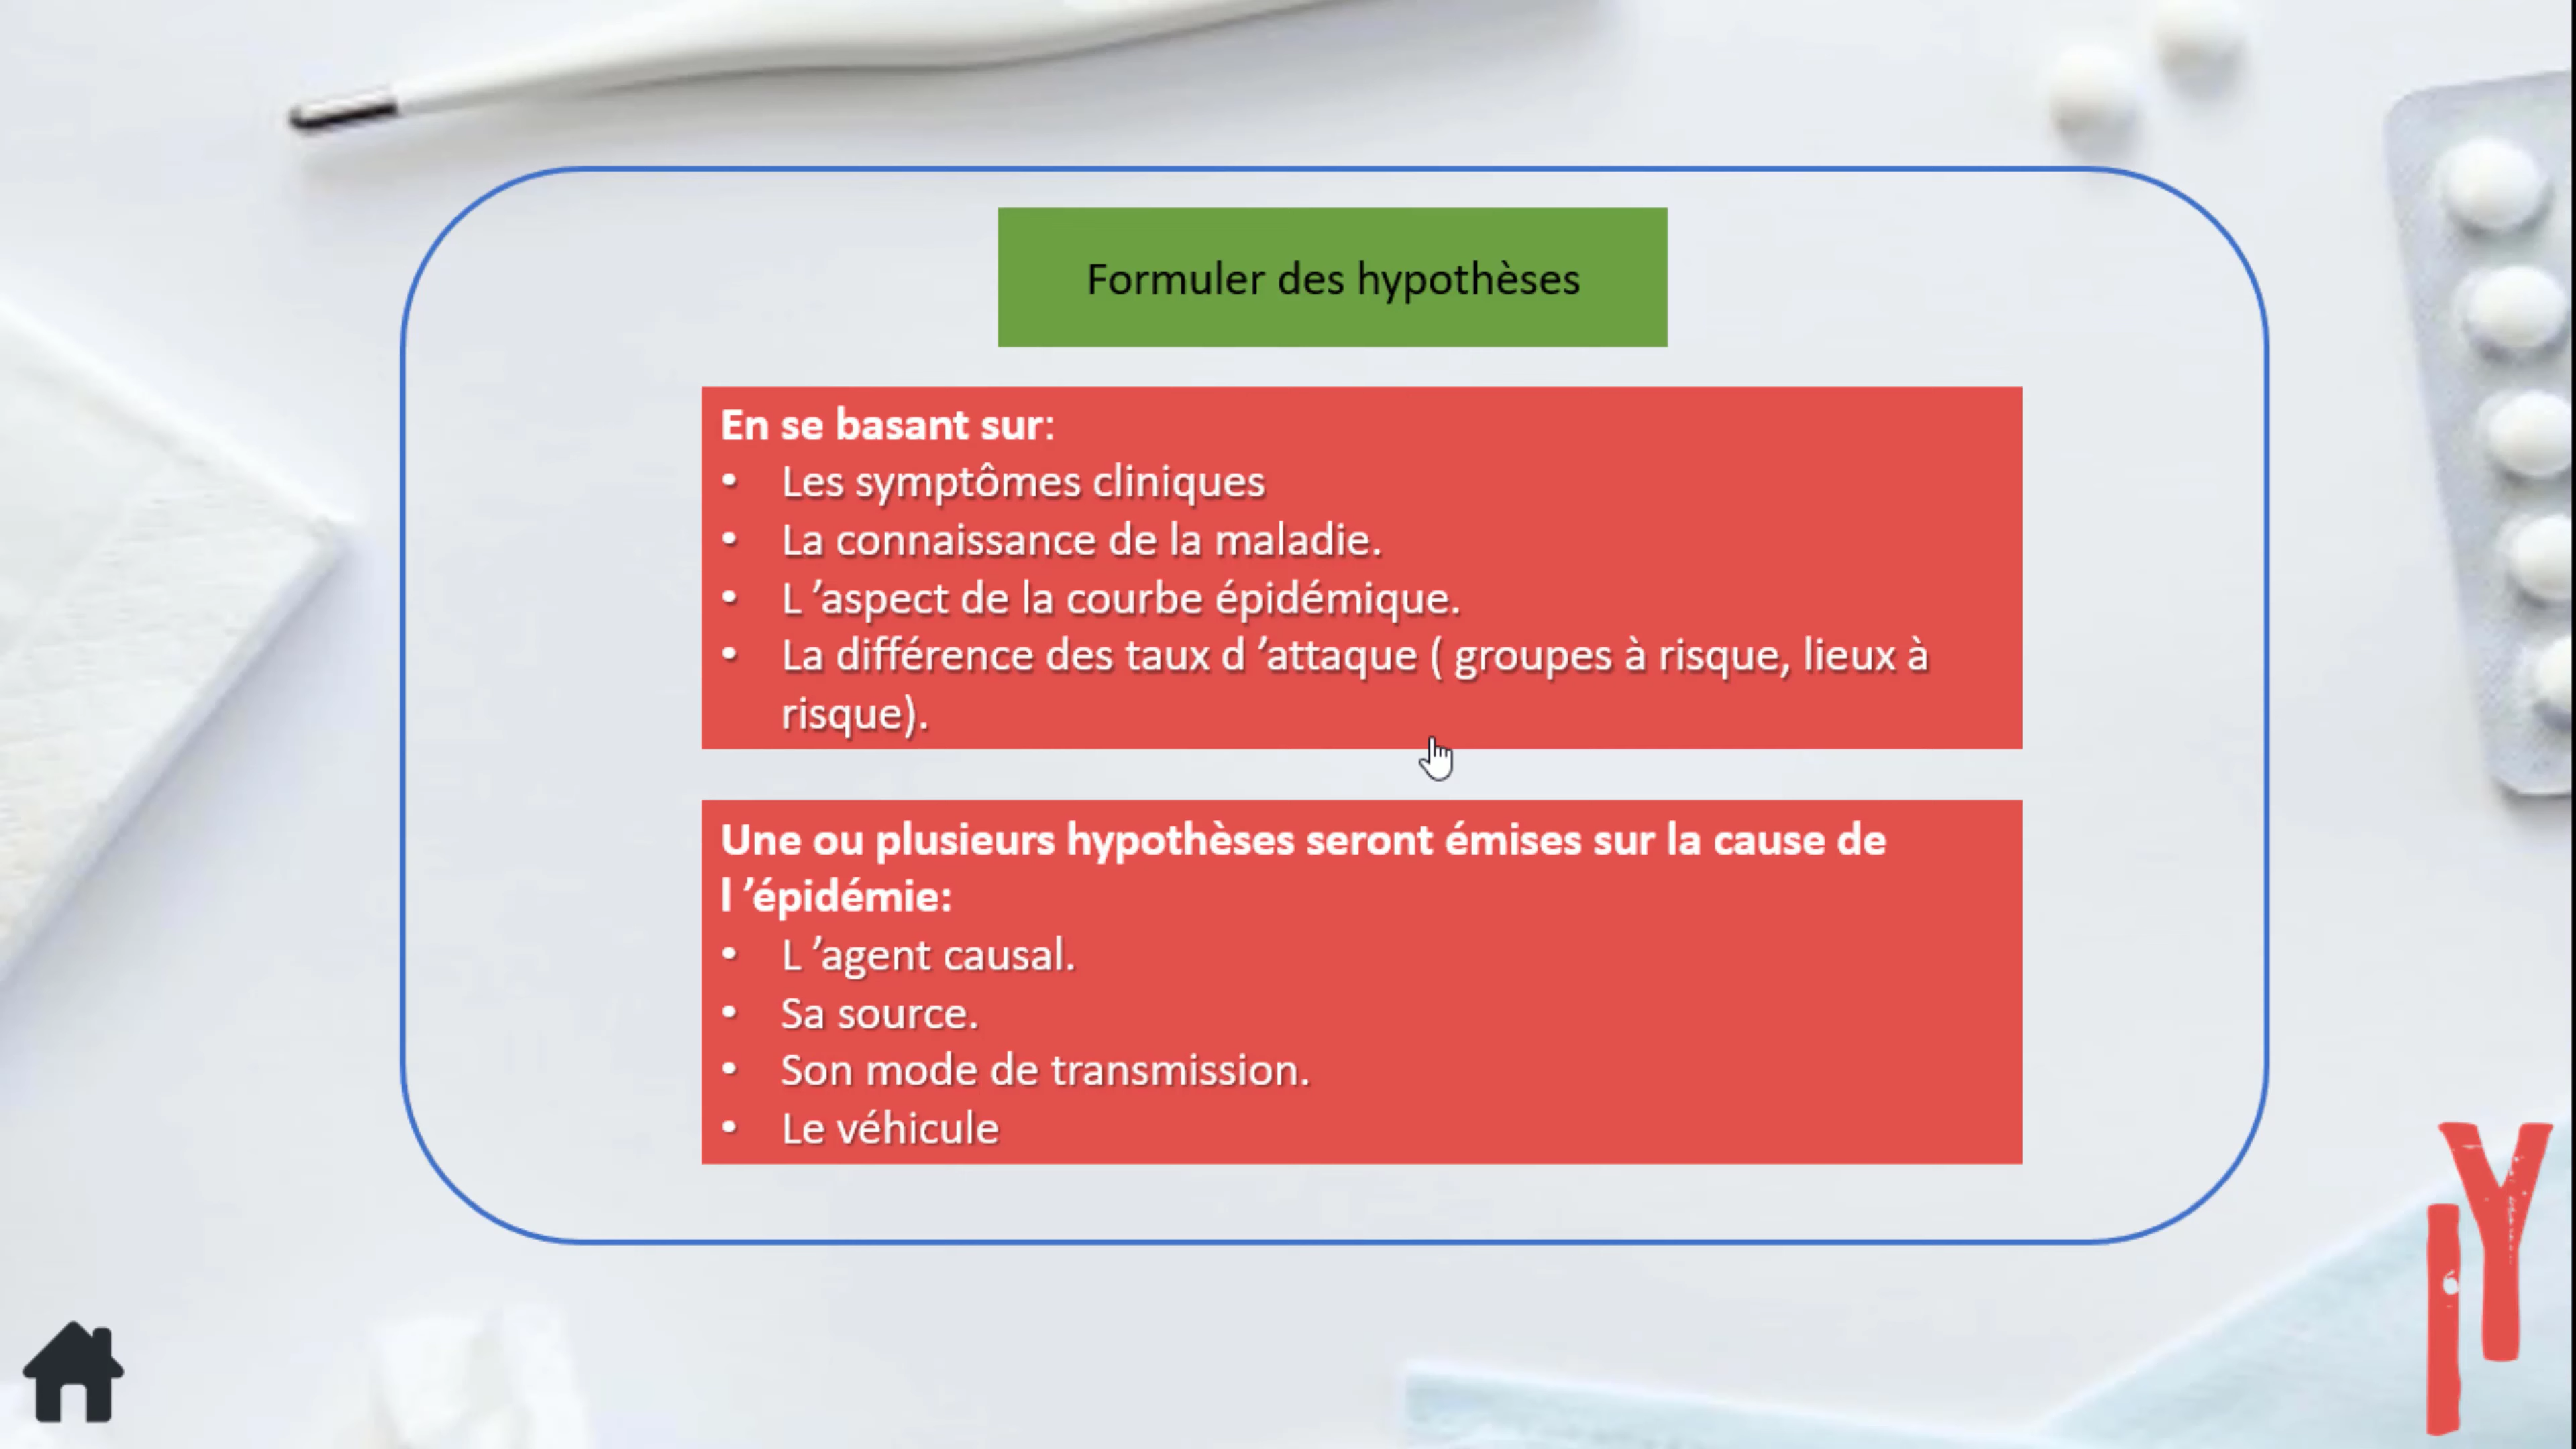 Formuler des hypothèses
En se basant sur:
• Les symptômes cliniques
• La connaissance de la maladie.
• L ’aspect de la courbe épidémique.
• La différence des taux d ’attaque ( groupes à risque, lieux à
risque).
Une ou plusieurs hypothèses seront émises sur la cause de
l ’épidémie:
• L ’agent causal.
• Sa source.
• Son mode de transmission.
• Le véhicule